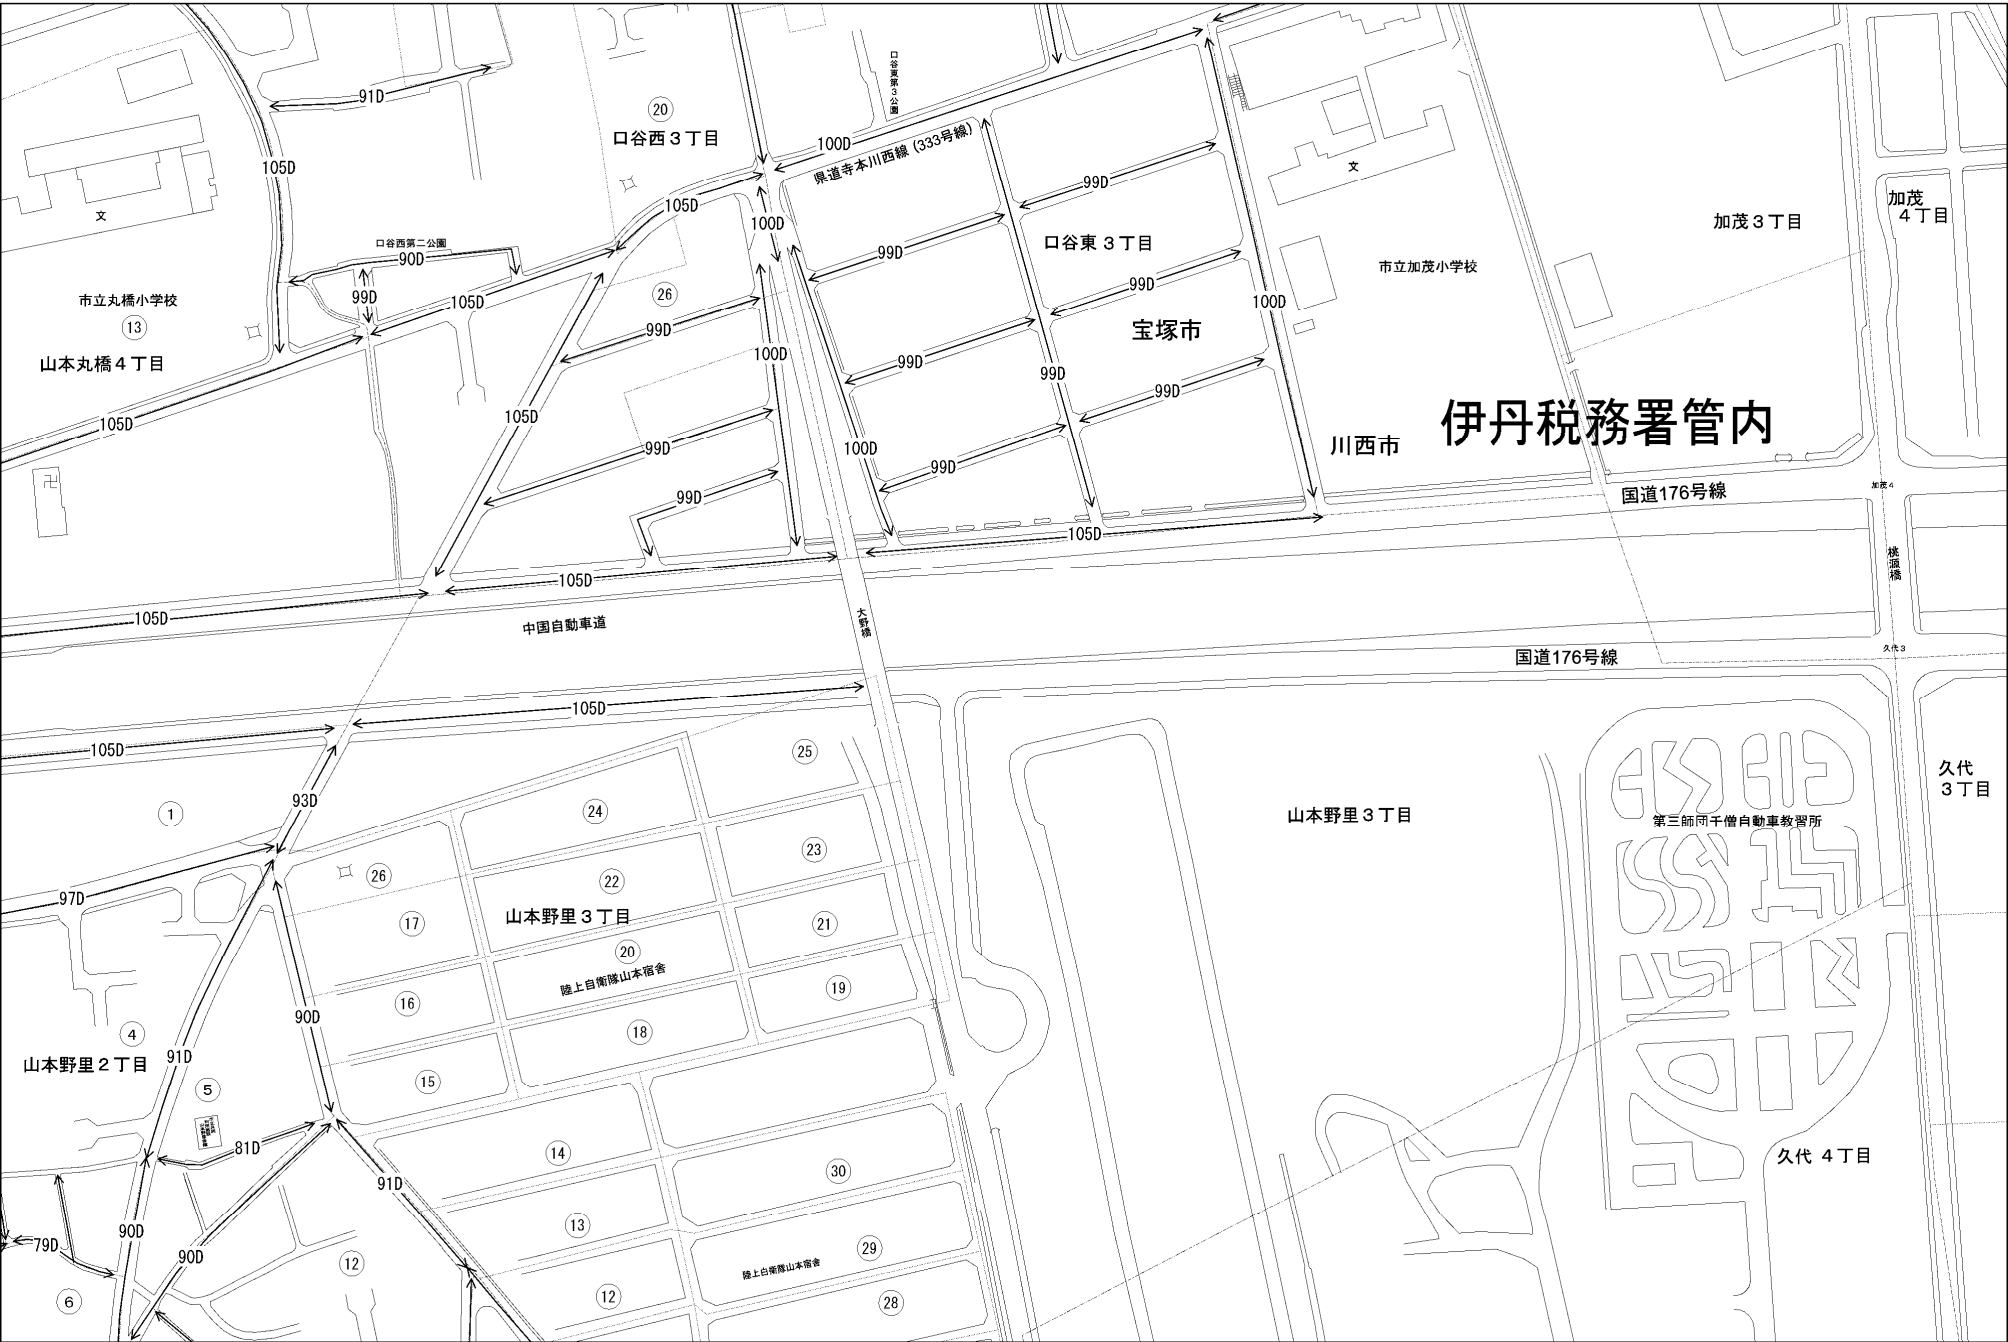 91D
20
口谷西３丁目
口谷東第３公園
100D
県道寺本川西線 (333号線)
105D
文
文
105D
99D
加茂
４丁目
100D
加茂３丁目
口谷西第二公園
90D
99D
口谷東３丁目
市立加茂小学校
市立丸橋小学校
13
99D
105D
26
99D
100D
99D
宝塚市
山本丸橋４丁目
100D
99D
99D
99D
105D
105D
99D
伊丹税務署管内
川西市
99D
100D
99D
99D
卍
国道176号線
加茂４
105D
105D
桃源橋
105D
中国自動車道
大野橋
国道176号線
久代３
105D
105D
25
久代
３丁目
93D
1
24
山本野里３丁目
第三師団千僧自動車教習所
23
26
22
97D
17
山本野里３丁目
21
20
陸上自衛隊山本宿舎
16
19
90D
18
4
91D
山本野里２丁目
15
5
81D
14
久代 ４丁目
30
91D
13
90D
79D
90D
12
29
陸上自衛隊山本宿舎
6
12
28